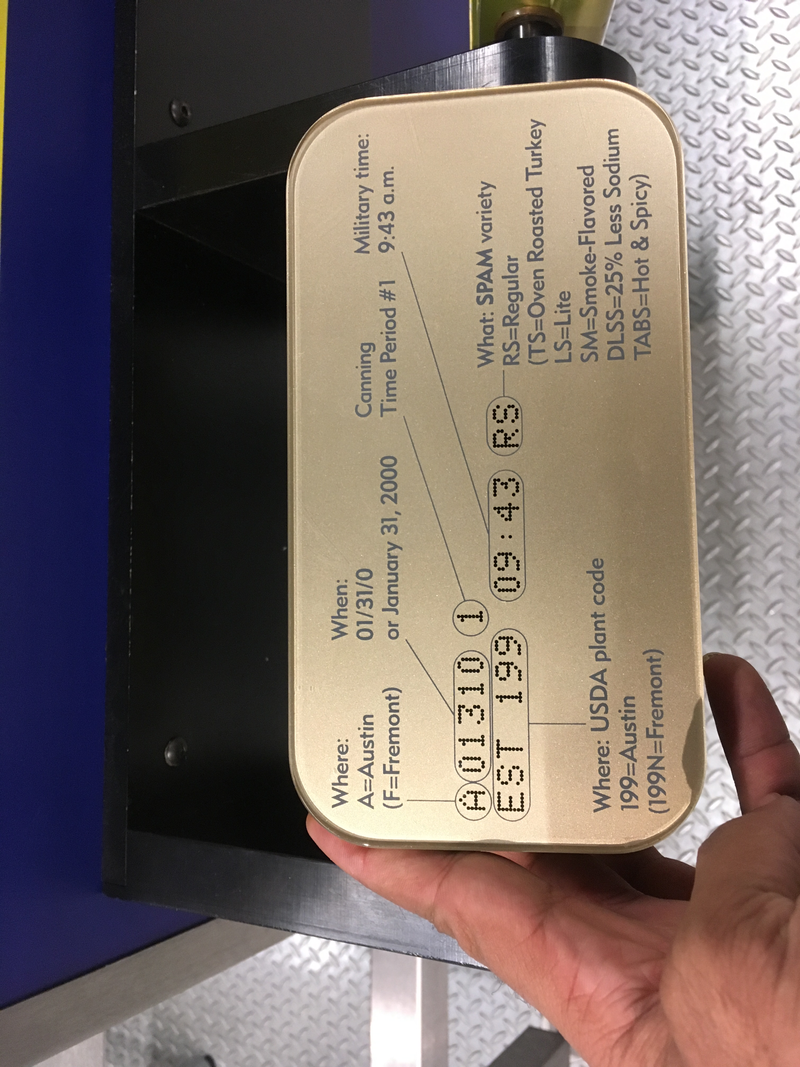 Where:
A=Austin
(F=Fremont)
When:
01/31/0
or January 31, 2000
Canning
Time Period #1
Military time:
9:43 a.m.
A01310 1
EST 199 09:43 RS
Where: USDA plant code
199=Austin
(199N=Fremont)
What: SPAM variety
RS=Regular
(TS=Oven Roasted Turkey
LS=Lite
SM=Smoke-Flavored
DLSS=25% Less Sodium
TABS=Hot & Spicy)